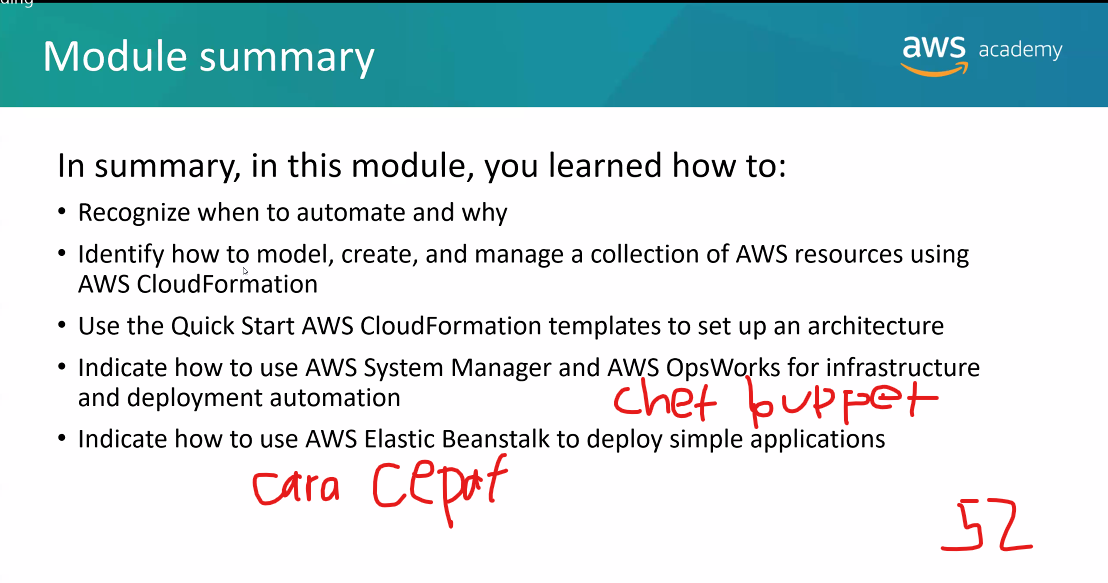 ding
Module summary
aws academy
In summary, in this module, you learned how to:
• Recognize when to automate and why
• Identify how to model, create, and manage a collection of AWS resources using
AWS CloudFormation
• Use the Quick Start AWS CloudFormation templates to set up an architecture
• Indicate how to use AWS System Manager and AWS OpsWorks for infrastructure
and deployment automation
chef buppet
• Indicate how to use AWS Elastic Beanstalk to deploy simple applications
cara cepat
52